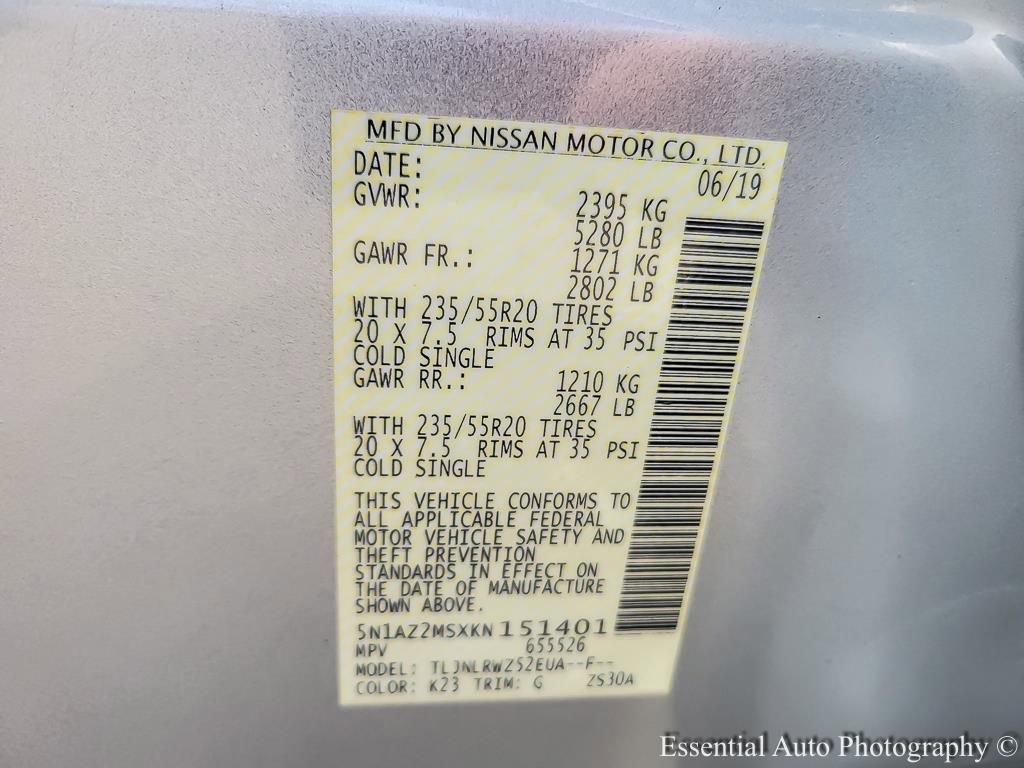 MFD BY NISSAN MOTOR CO., LTD.
DATE: 06/19
GVWR: 2395 KG
5280 LB
GAWR FR.: 1271 KG
2802 LB
WITH 235/55R20 TIRES
20 X 7.5 RIMS AT 35 PSI
COLD SINGLE
GAWR RR.: 1210 KG
2667 LB
WITH 235/55R20 TIRES
20 X 7.5 RIMS AT 35 PSI
COLD SINGLE
THIS VEHICLE CONFORMS TO
ALL APPLICABLE FEDERAL
MOTOR VEHICLE SAFETY AND
THEFT PREVENTION
STANDARDS IN EFFECT ON
THE DATE OF MANUFACTURE
SHOWN ABOVE.
5N1AZ2MSXKN151401
MPV 655526
MODEL: TLJNLRWZ52EUA--F--
COLOR: K23 TRIM: G ZS30A
Essential Auto Photography ©